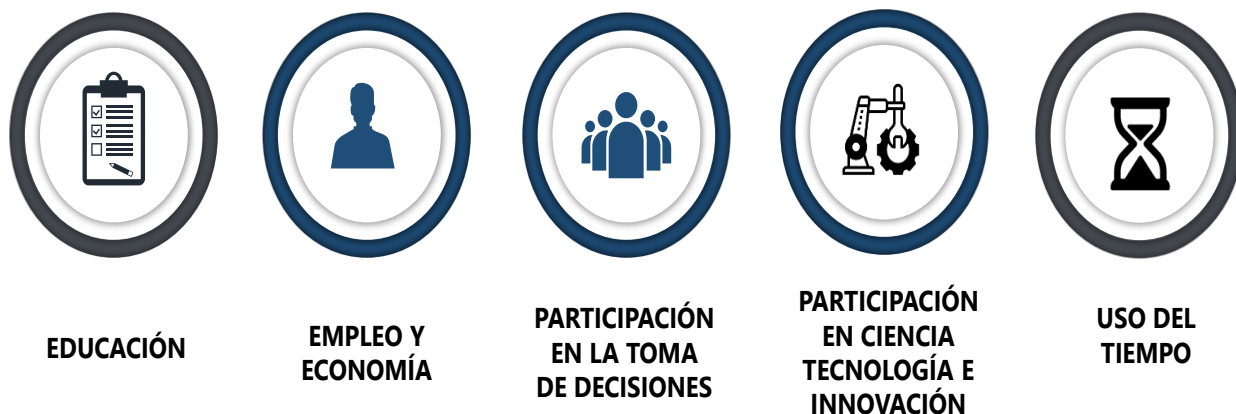 EDUCACIÓN
EMPLEO Y
ECONOMÍA
PARTICIPACIÓN
EN LA TOMA
DE DECISIONES
PARTICIPACIÓN
EN CIENCIA
TECNOLOGÍA E
INNOVACIÓN
USO DEL
TIEMPO